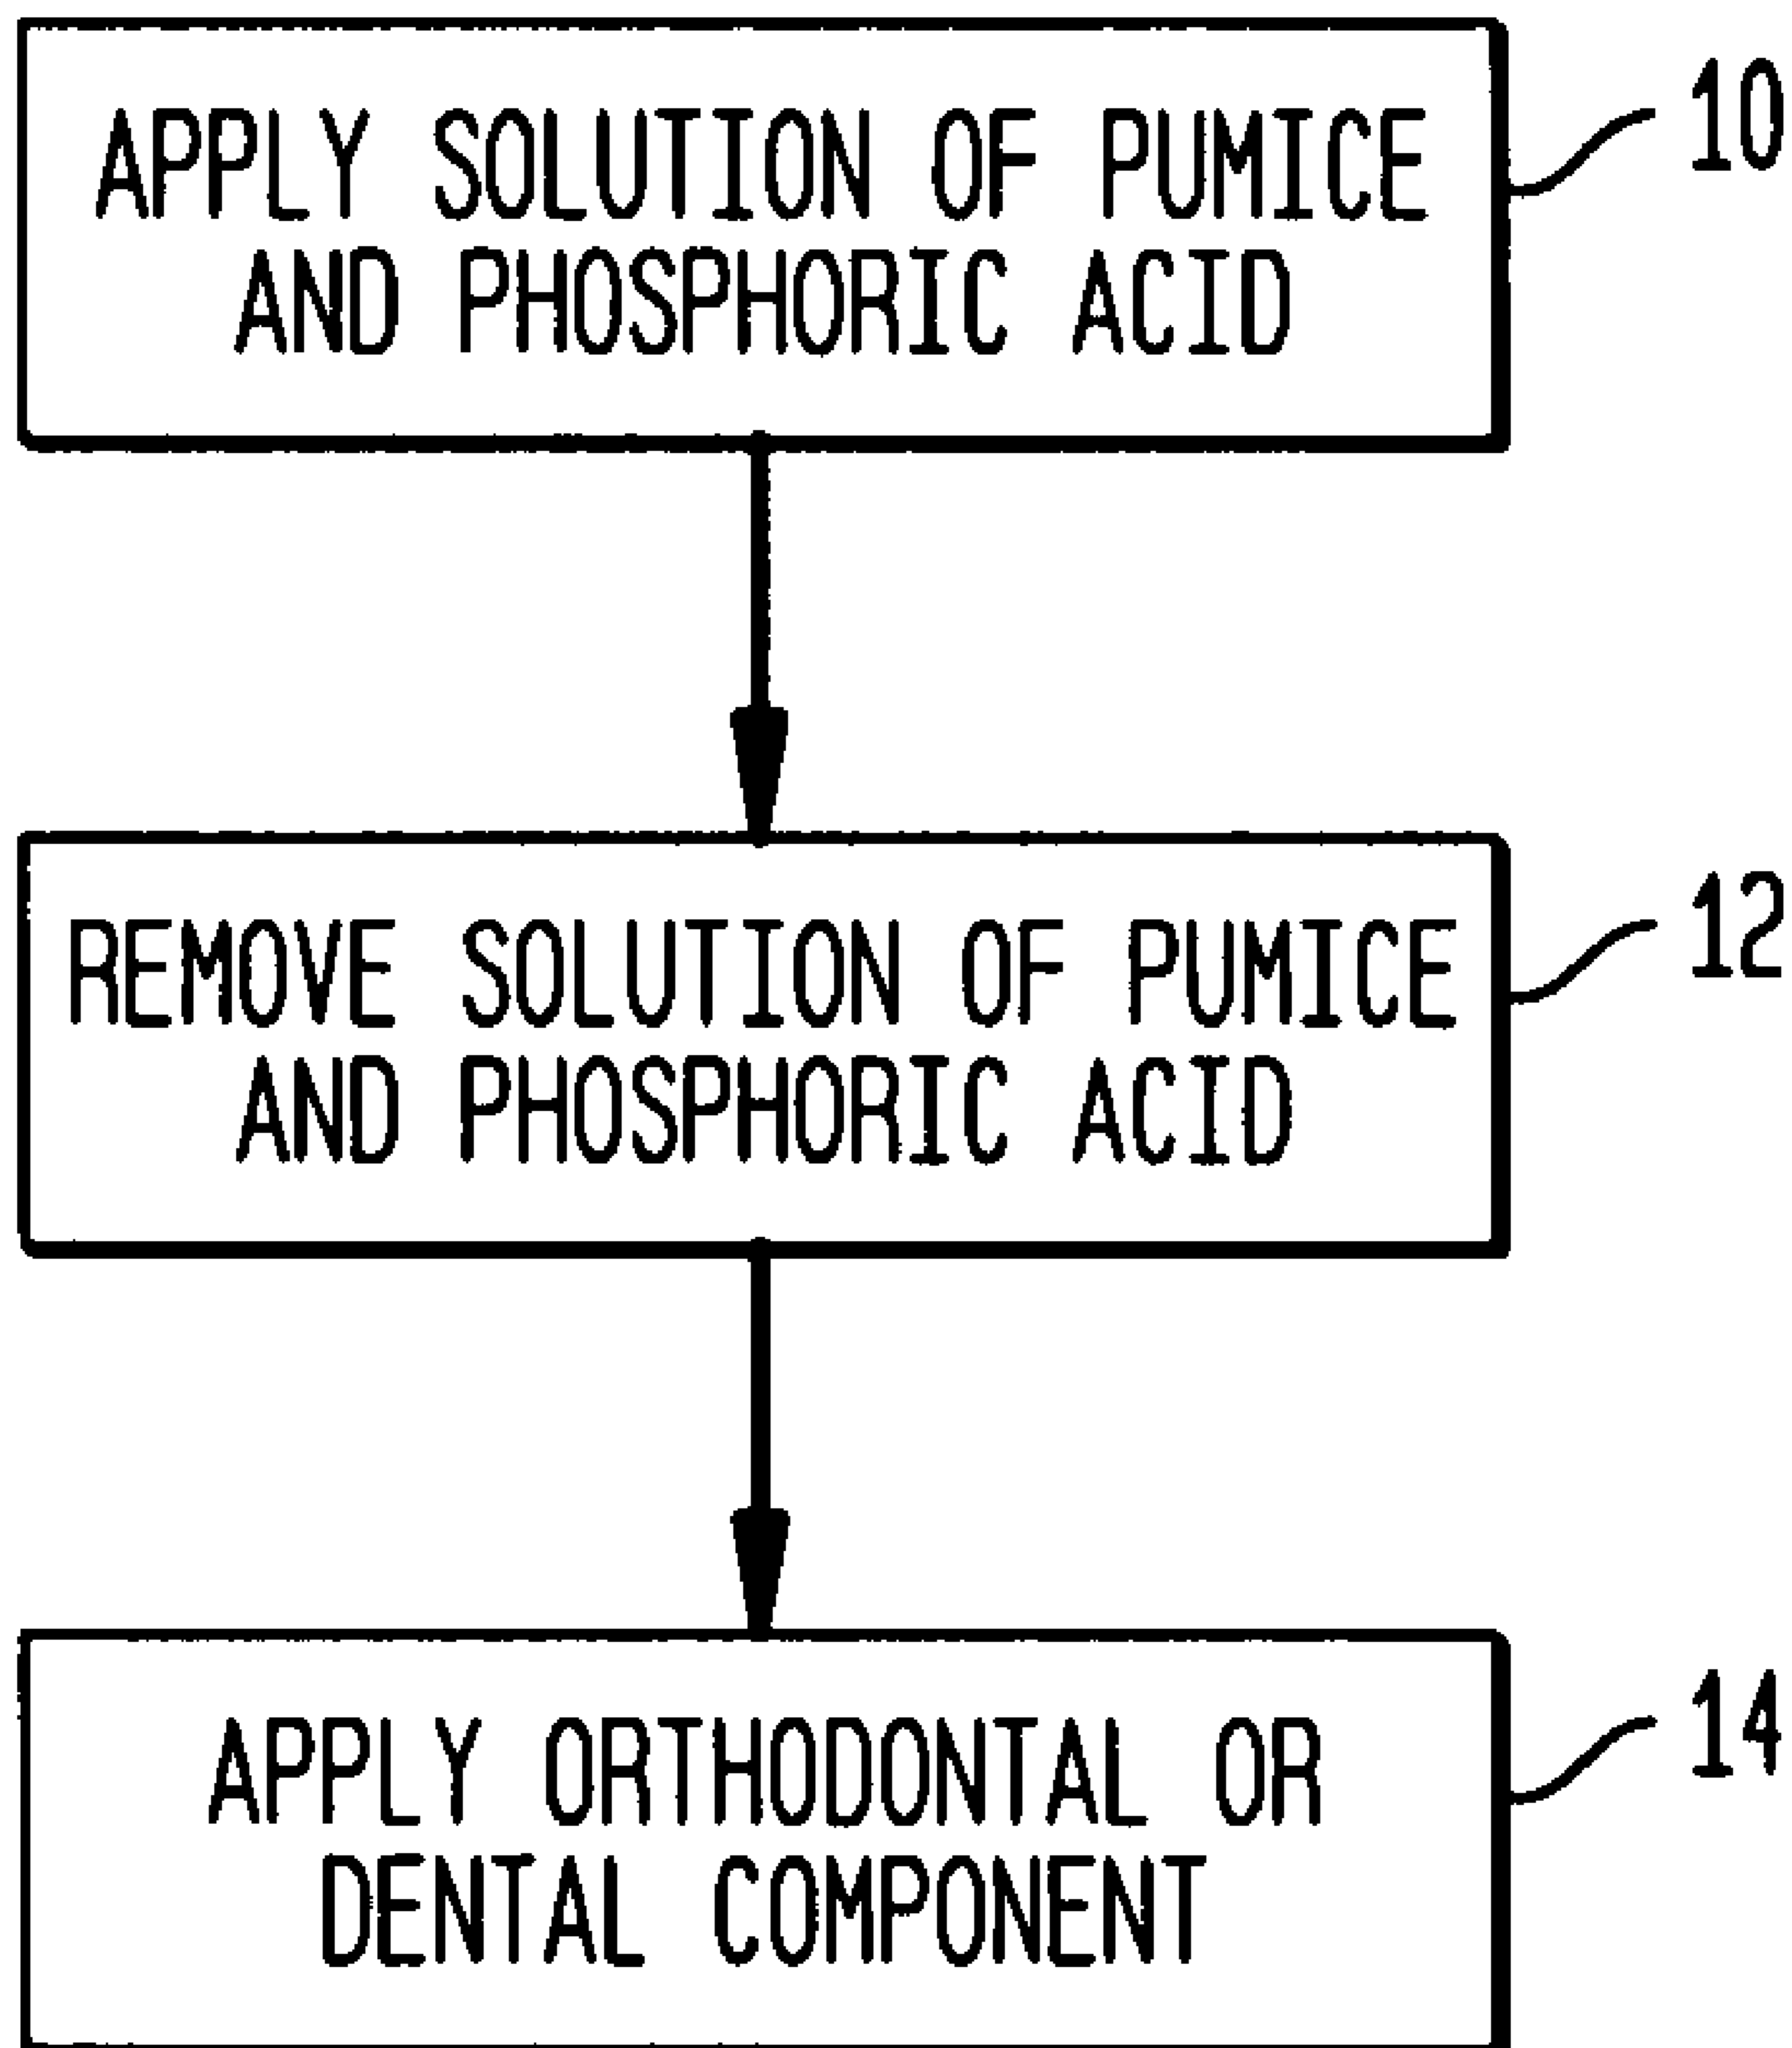 APPLY SOLUTION OF PUMICE
AND PHOSPHORIC ACID
10
REMOVE SOLUTION OF PUMICE
AND PHOSPHORIC ACID
12
APPLY ORTHODONTAL OR
DENTAL COMPONENT
14